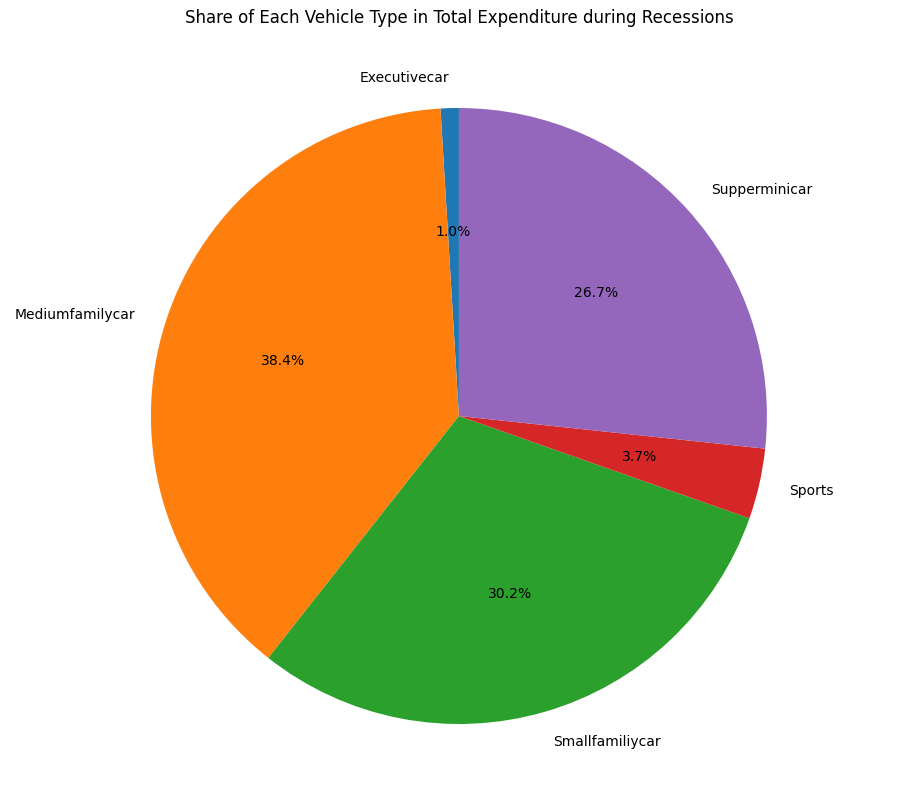 Share of Each Vehicle Type in Total Expenditure during Recessions
Executivecar
Supperminicar
1.0%
26.7%
Mediumfamilycar
38.4%
3.7%
Sports
30.2%
Smallfamiliycar